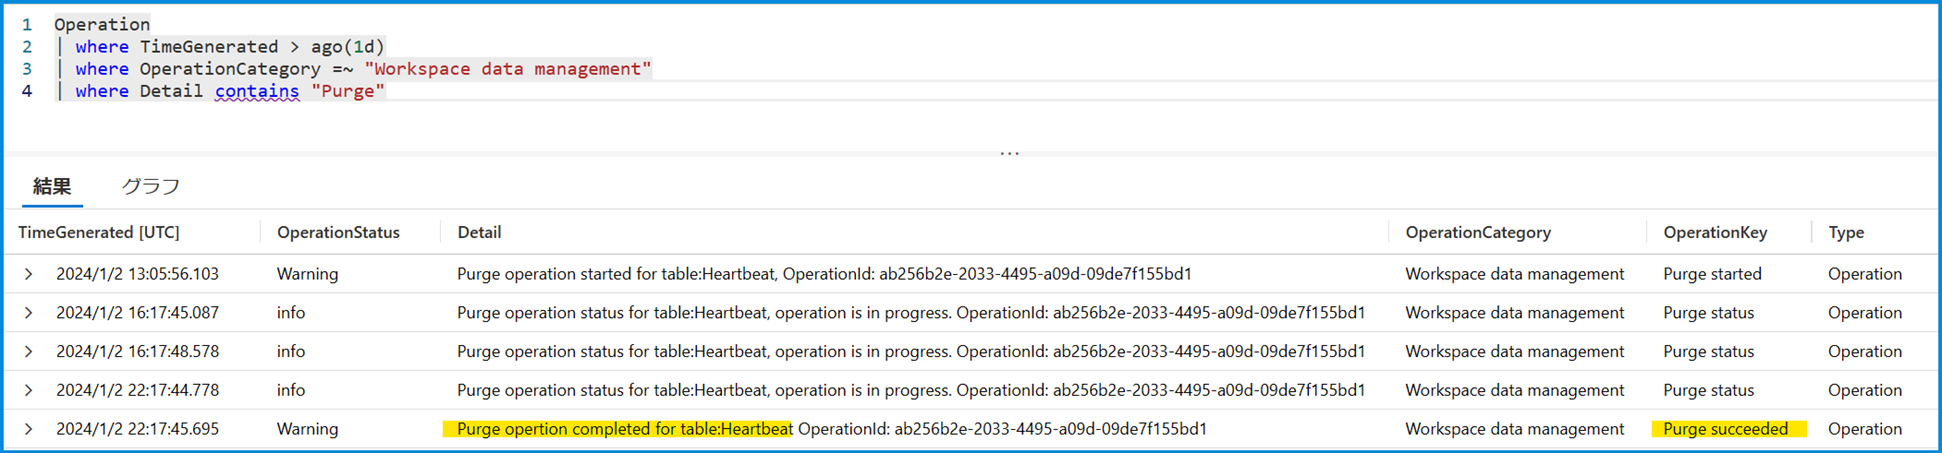 1 Operation
2 | where TimeGenerated > ago(1d)
3 | where OperationCategory =~ "Workspace data management"
4 | where Detail contains "Purge"
...
結果 グラフ
TimeGenerated [UTC] OperationStatus Detail OperationCategory OperationKey Type
> 2024/1/2 13:05:56.103 Warning Purge operation started for table:Heartbeat, OperationId: ab256b2e-2033-4495-a09d-09de7f155bd1 Workspace data management Purge started Operation
> 2024/1/2 16:17:45.087 info Purge operation status for table:Heartbeat, operation is in progress. OperationId: ab256b2e-2033-4495-a09d-09de7f155bd1 Workspace data management Purge status Operation
> 2024/1/2 16:17:48.578 info Purge operation status for table:Heartbeat, operation is in progress. OperationId: ab256b2e-2033-4495-a09d-09de7f155bd1 Workspace data management Purge status Operation
> 2024/1/2 22:17:44.778 info Purge operation status for table:Heartbeat, operation is in progress. OperationId: ab256b2e-2033-4495-a09d-09de7f155bd1 Workspace data management Purge status Operation
> 2024/1/2 22:17:45.695 Warning Purge opertion completed for table:Heartbeat OperationId: ab256b2e-2033-4495-a09d-09de7f155bd1 Workspace data management Purge succeeded Operation